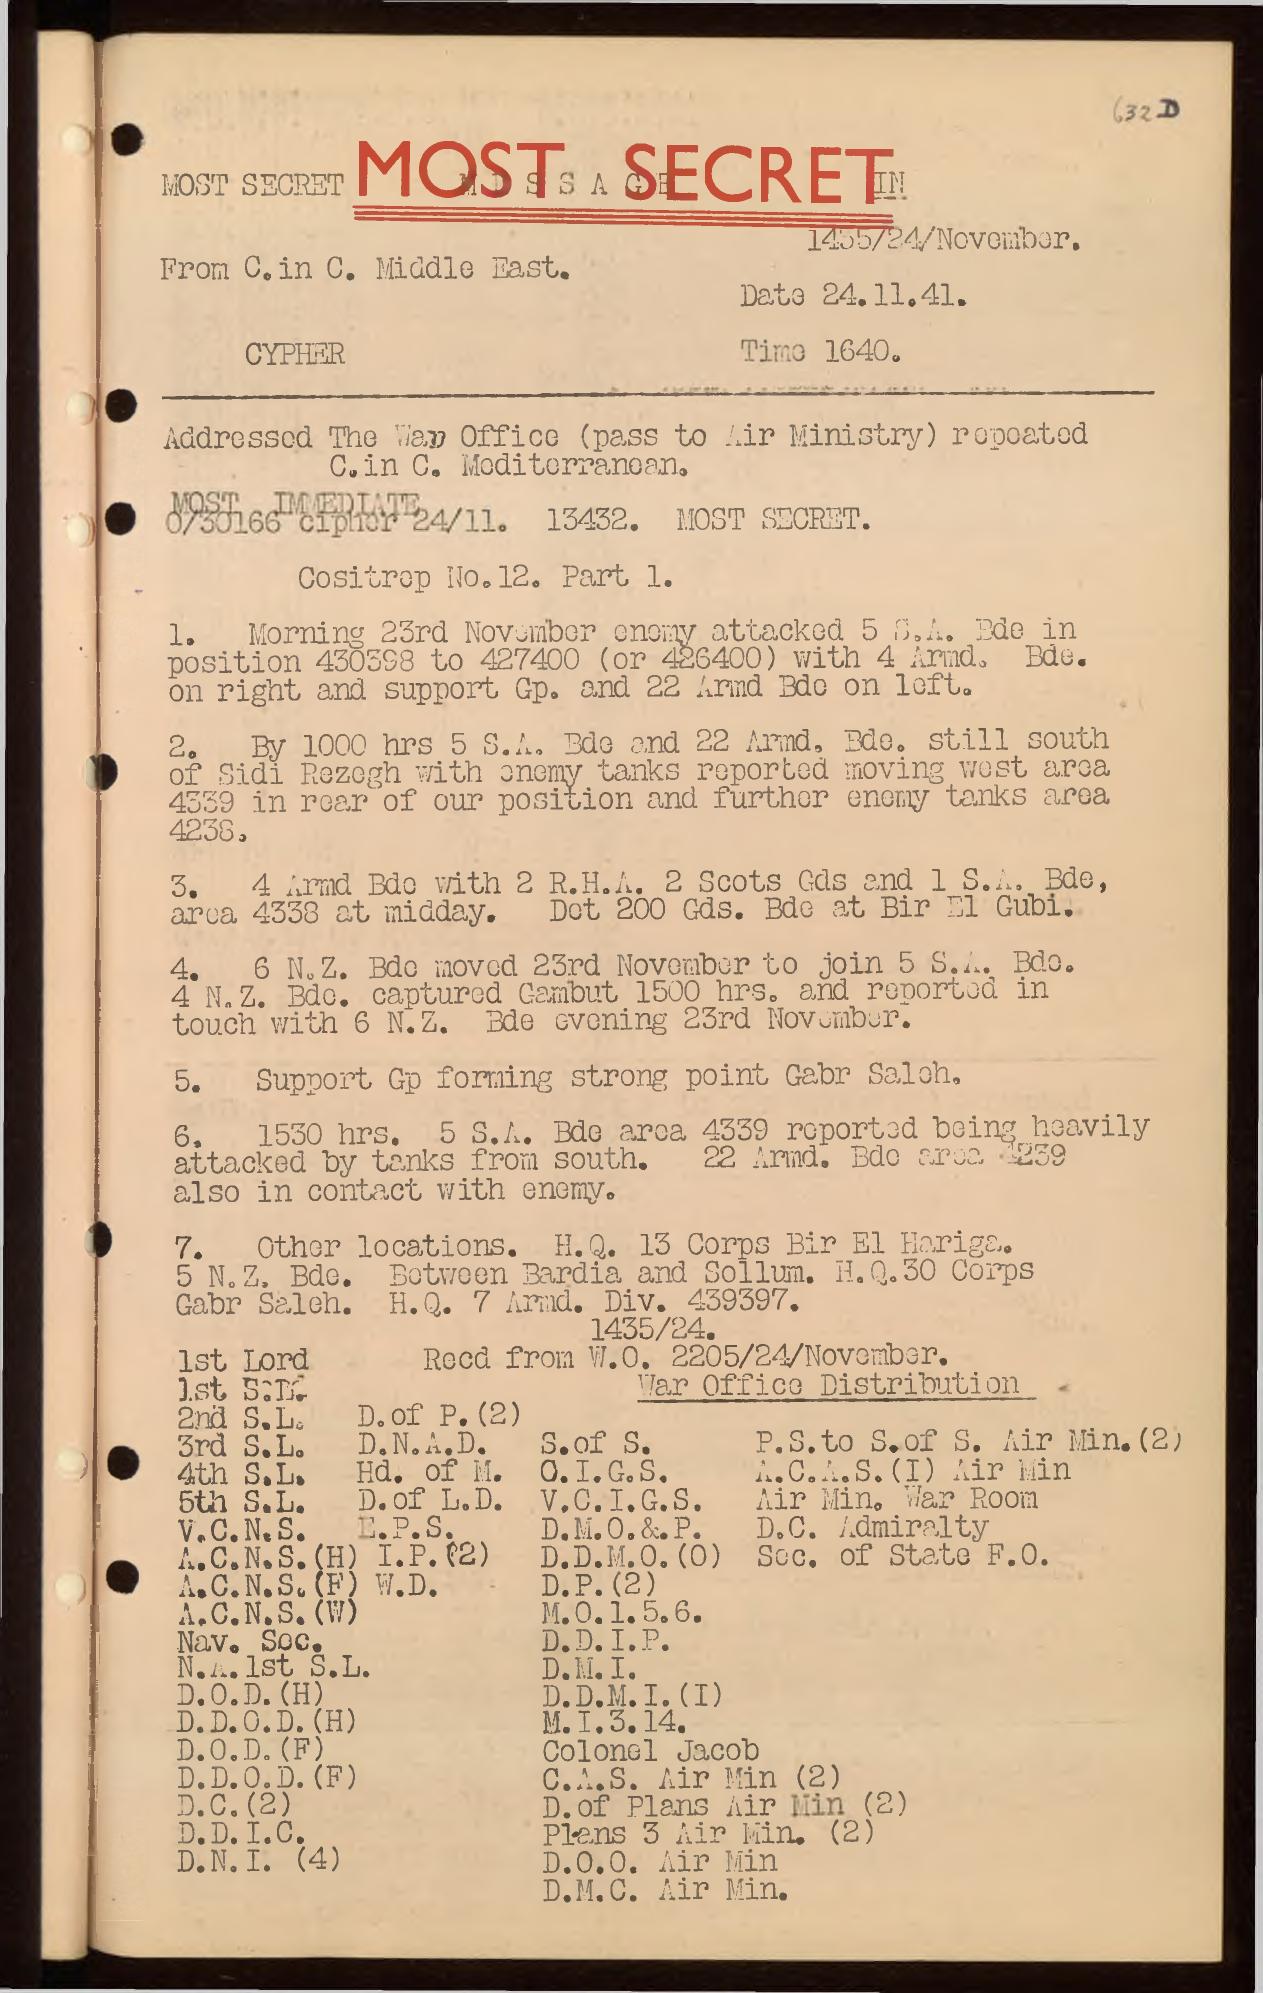 632D
MOST SECRET
MOST SECRET MESSAGE IN
1435/24/November.
From C.in C. Middle East.
Date 24.11.41.
CYPHER
Time 1640.
Addressed The War Office (pass to Air Ministry) repeated
C.in C. Mediterranean.
MOST IMMEDIATE
0/30166 cipher 24/11. 13432. MOST SECRET.
Cositrep No.12. Part 1.
1. Morning 23rd November enemy attacked 5 S.A. Bde in
position 430398 to 427400 (or 426400) with 4 Armd. Bde.
on right and support Gp. and 22 Armd Bde on left.
2. By 1000 hrs 5 S.A. Bde and 22 Armd. Bde. still south
of Sidi Rezegh with enemy tanks reported moving west area
4339 in rear of our position and further enemy tanks area
4238.
3. 4 Armd Bde with 2 R.H.A. 2 Scots Gds and 1 S.A. Bde,
area 4338 at midday. Det 200 Gds. Bde at Bir El Gubi.
4. 6 N.Z. Bde moved 23rd November to join 5 S.A. Bde.
4 N.Z. Bde. captured Gambut 1500 hrs. and reported in
touch with 6 N.Z. Bde evening 23rd November.
5. Support Gp forming strong point Gabr Saleh.
6. 1530 hrs. 5 S.A. Bde area 4339 reported being heavily
attacked by tanks from south. 22 Armd. Bde area 4239
also in contact with enemy.
7. Other locations. H.Q. 13 Corps Bir El Hariga.
5 N.Z. Bde. Between Bardia and Sollum. H.Q.30 Corps
Gabr Saleh. H.Q. 7 Armd. Div. 439397.
1435/24.
1st Lord Recd from W.O. 2205/24/November.
1st S.L. War Office Distribution
2nd S.L. D.of P.(2)
3rd S.L. D.N.A.D. S.of S. P.S.to S.of S. Air Min.(2)
4th S.L. Hd. of M. C.I.G.S. A.C.A.S.(I) Air Min
5th S.L. D.of L.D. V.C.I.G.S. Air Min. War Room
V.C.N.S. E.P.S. D.M.O.&.P. D.C. Admiralty
A.C.N.S.(H) I.P.(2) D.D.M.O.(O) Sec. of State F.O.
A.C.N.S.(F) W.D. D.P.(2)
A.C.N.S.(W) M.O.1.5.6.
Nav. Sec. D.D.I.P.
N.A.1st S.L. D.M.I.
D.O.D.(H) D.D.M.I.(I)
D.D.O.D.(H) M.I.3.14.
D.O.D.(F) Colonel Jacob
D.D.O.D.(F) C.A.S. Air Min (2)
D.C.(2) D.of Plans Air Min (2)
D.D.I.C. Plans 3 Air Min. (2)
D.N.I. (4) D.O.O. Air Min
D.M.C. Air Min.